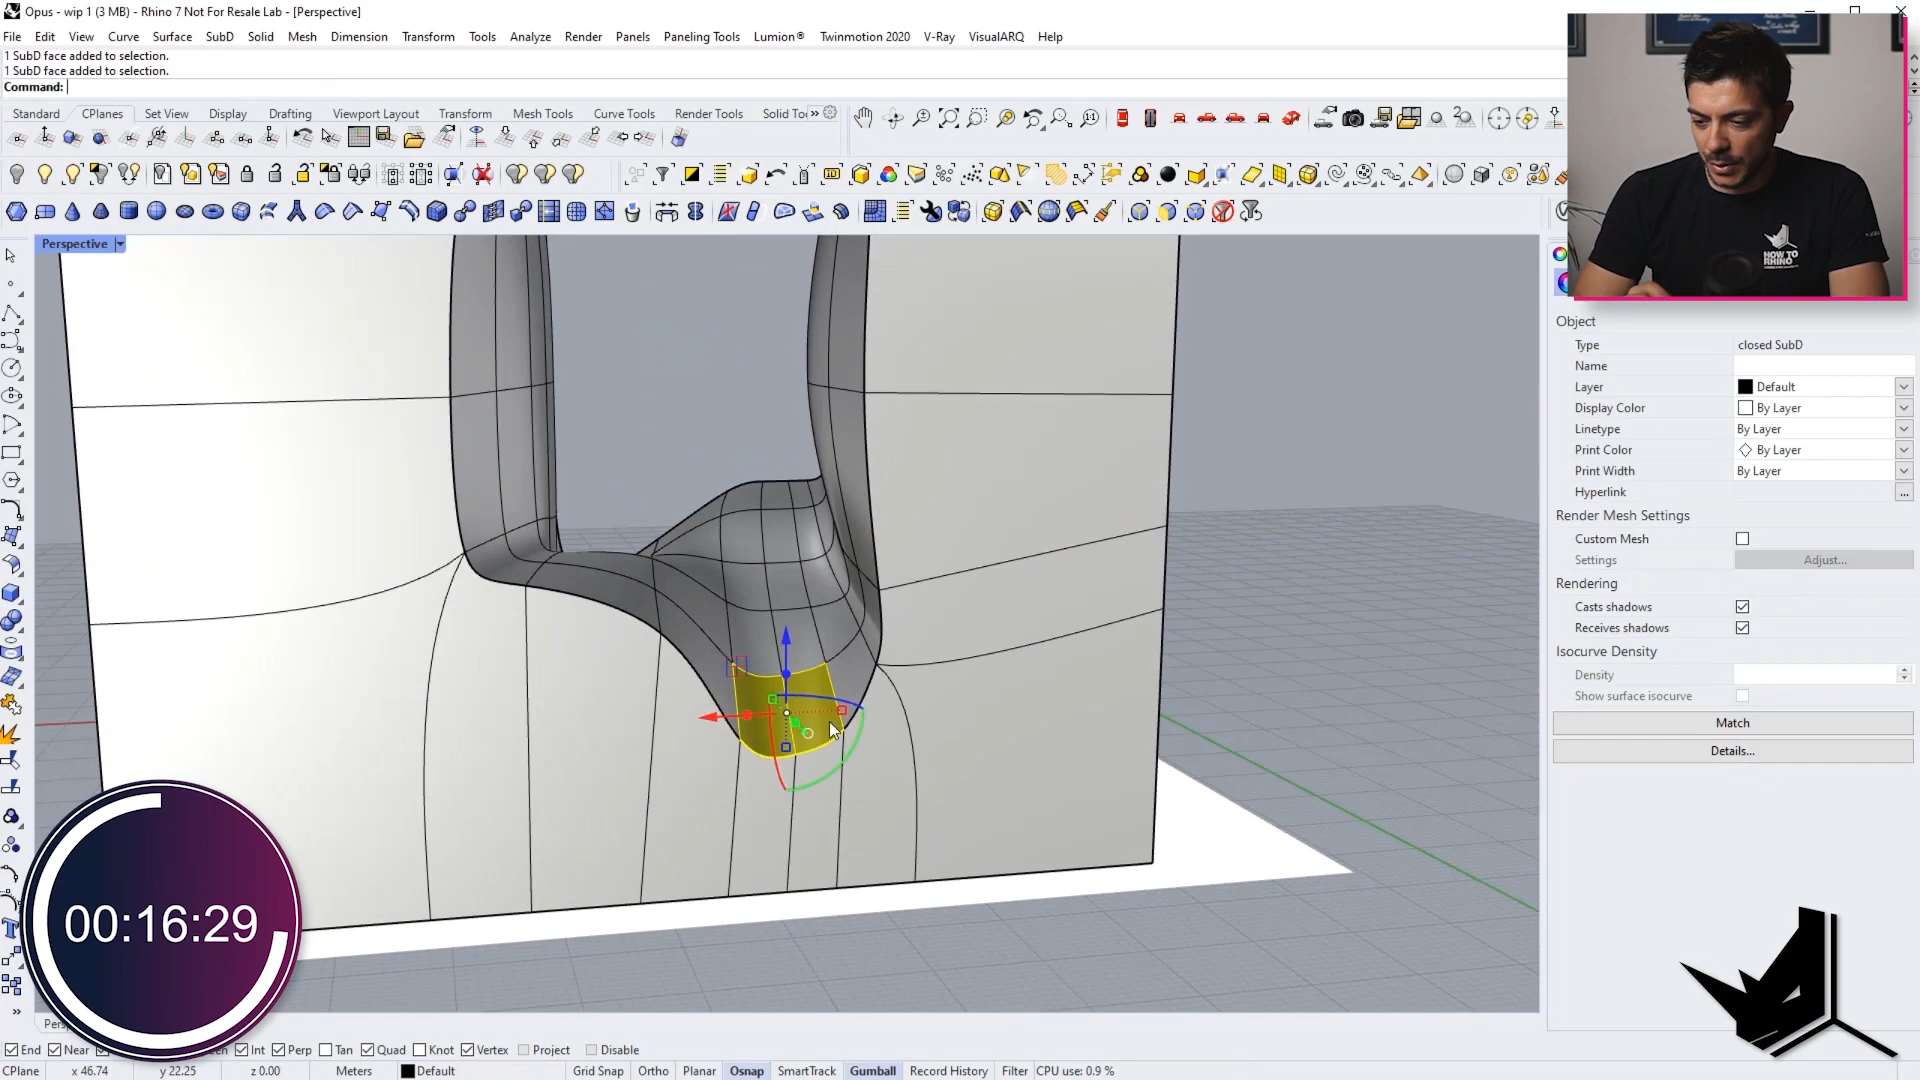 Opus - wip 1 (3 MB) - Rhino 7 Not For Resale Lab - [Perspective]
File Edit View Curve Surface SubD Solid Mesh Dimension Transform Tools Analyze Render Panels Paneling Tools Lumion® Twinmotion 2020 V-Ray VisualARQ Help
1 SubD face added to selection.
1 SubD face added to selection.
Command:
Standard CPlanes Set View Display Drafting Viewport Layout Transform Mesh Tools Curve Tools Render Tools Solid To
Perspective
HOW TO
RHINO
Object
Type closed SubD
Name
Layer Default
Display Color By Layer
Linetype By Layer
Print Color By Layer
Print Width By Layer
Hyperlink ...
Render Mesh Settings
Custom Mesh
Settings Adjust...
Rendering
Casts shadows
Receives shadows
Isocurve Density
Density
Show surface isocurve
Match
Details...
00:16:29
End Near Int Perp Tan Quad Knot Vertex Project Disable
CPlane x 46.74 y 22.25 z 0.00 Meters Default Grid Snap Ortho Planar Osnap SmartTrack Gumball Record History Filter CPU use: 0.9 %